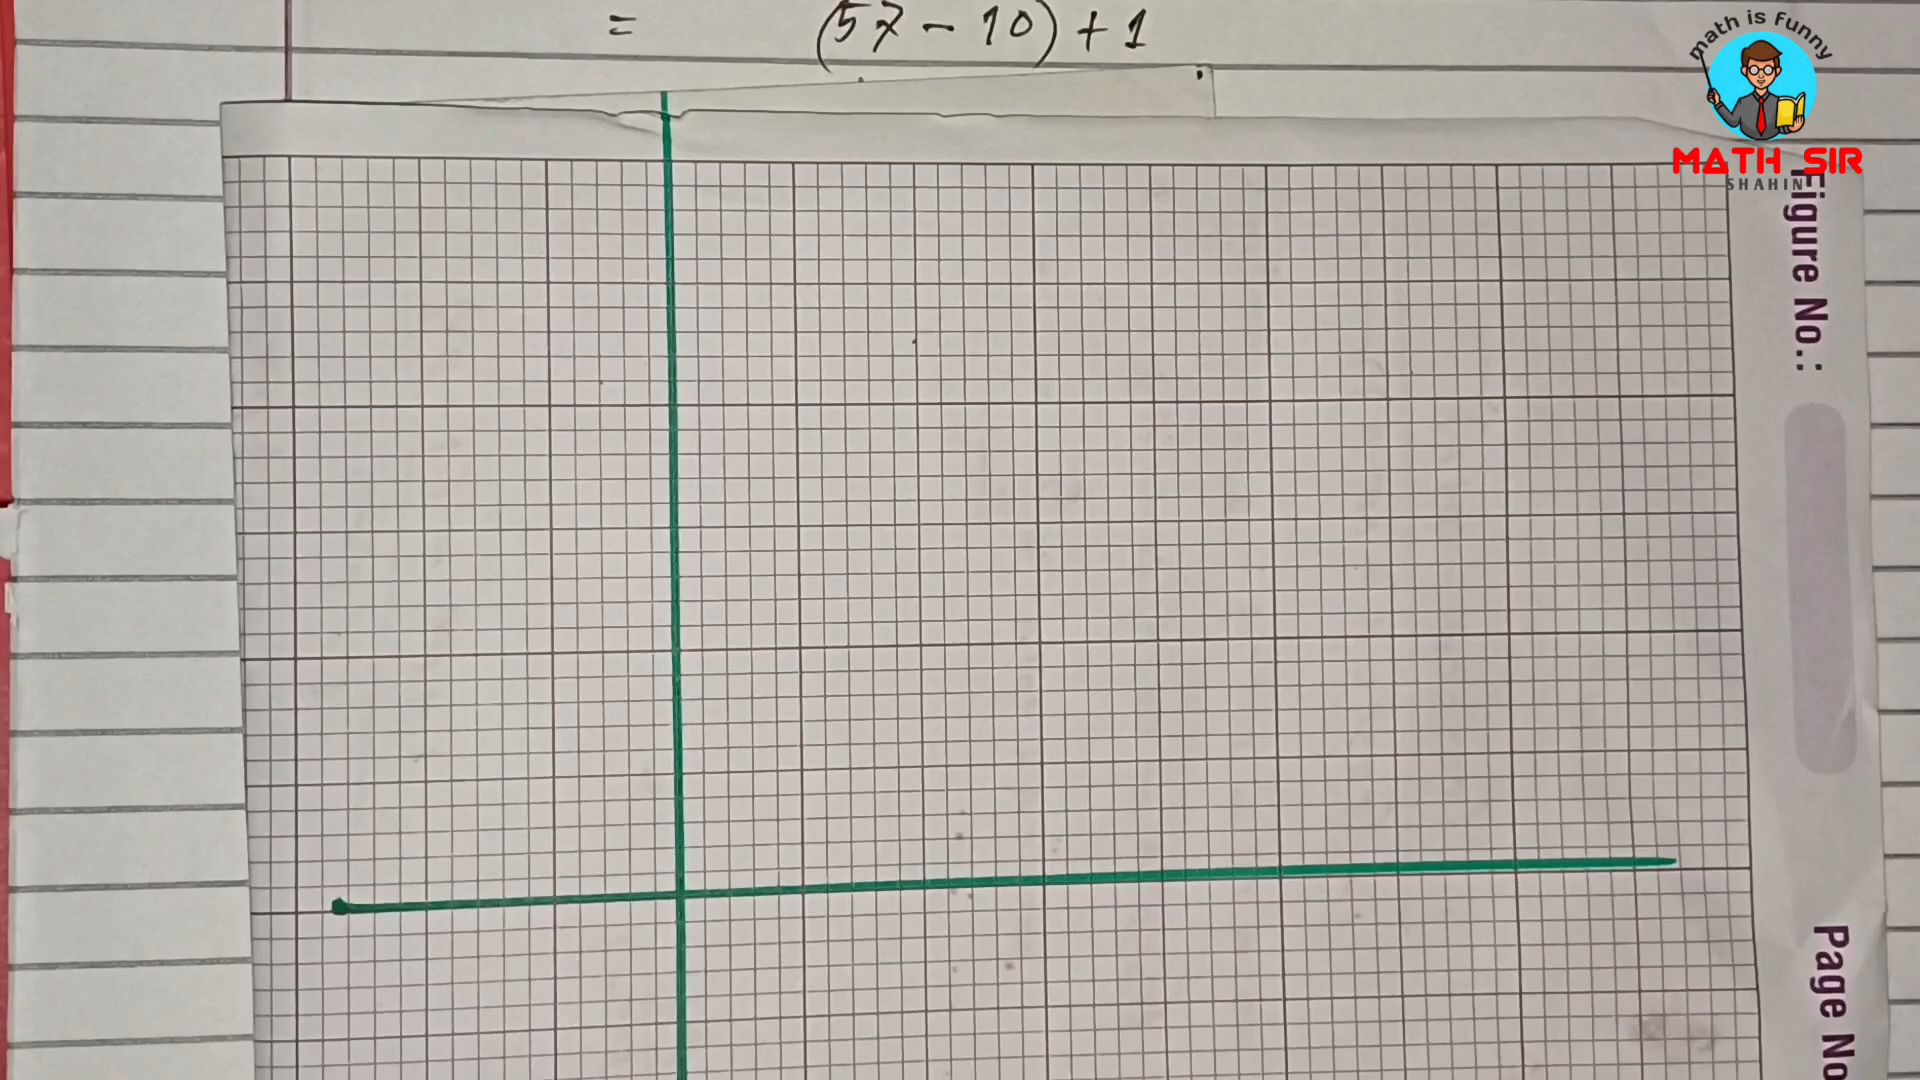 = (57 - 10) + 1
math is Funny
MATH SIR
SHAHIN
Figure No.:
Page No